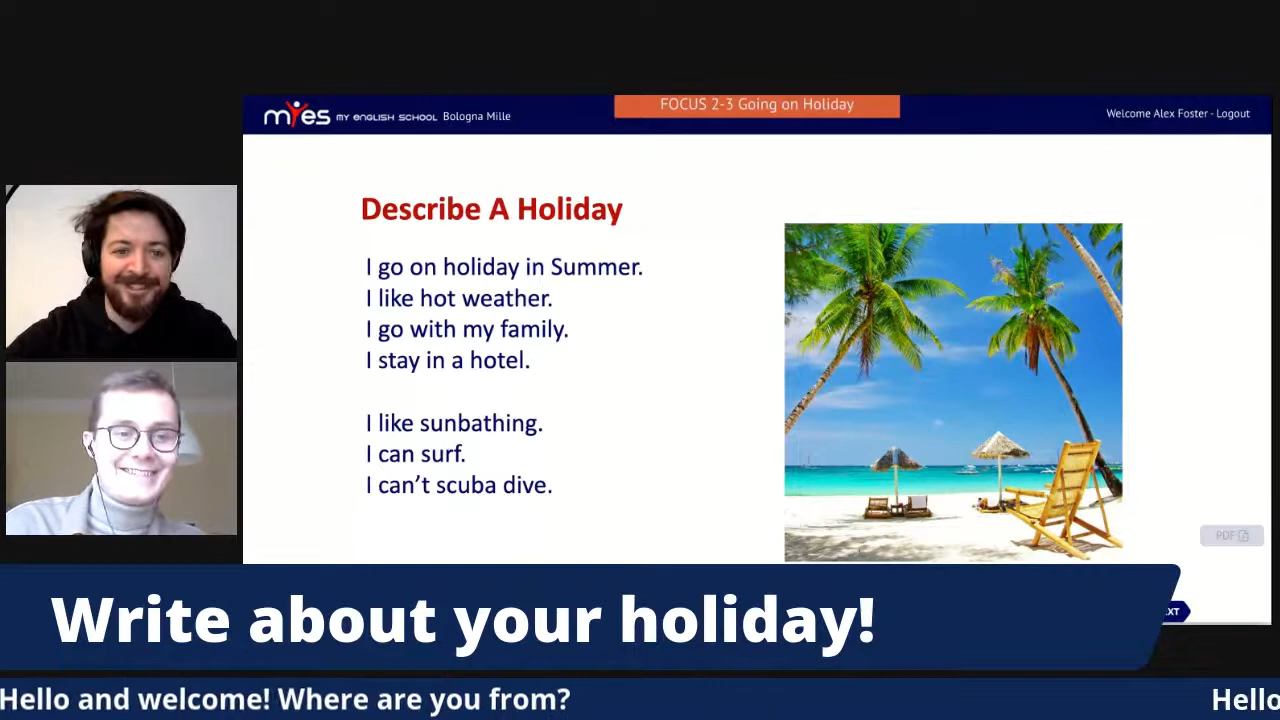 FOCUS 2-3 Going on Holiday
myes MY ENGLISH SCHOOL Bologna Mille
Welcome Alex Foster - Logout
Describe A Holiday
I go on holiday in Summer.
I like hot weather.
I go with my family.
I stay in a hotel.
I like sunbathing.
I can surf.
I can't scuba dive.
PDF
XT
Write about your holiday!
Hello and welcome! Where are you from?
Hello